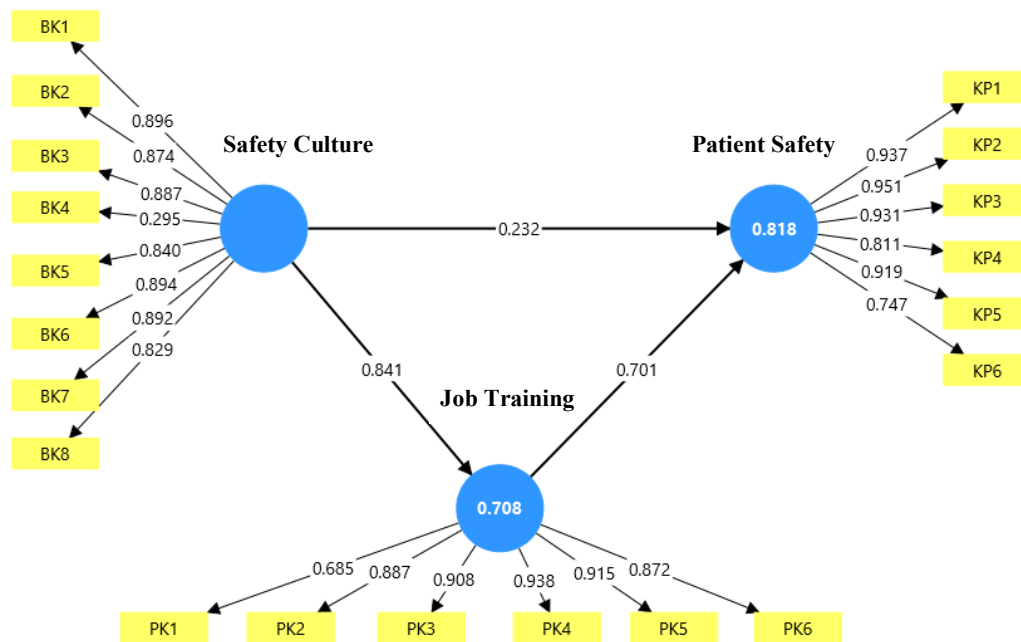 BK1
BK2
BK3
BK4
BK5
BK6
BK7
BK8
0.896
0.874
0.887
0.295
0.840
0.894
0.892
0.829
Safety Culture
0.232
0.841
Job Training
0.708
0.701
Patient Safety
0.818
0.937
0.951
0.931
0.811
0.919
0.747
KP1
KP2
KP3
KP4
KP5
KP6
0.685
0.887
0.908
0.938
0.915
0.872
PK1
PK2
PK3
PK4
PK5
PK6